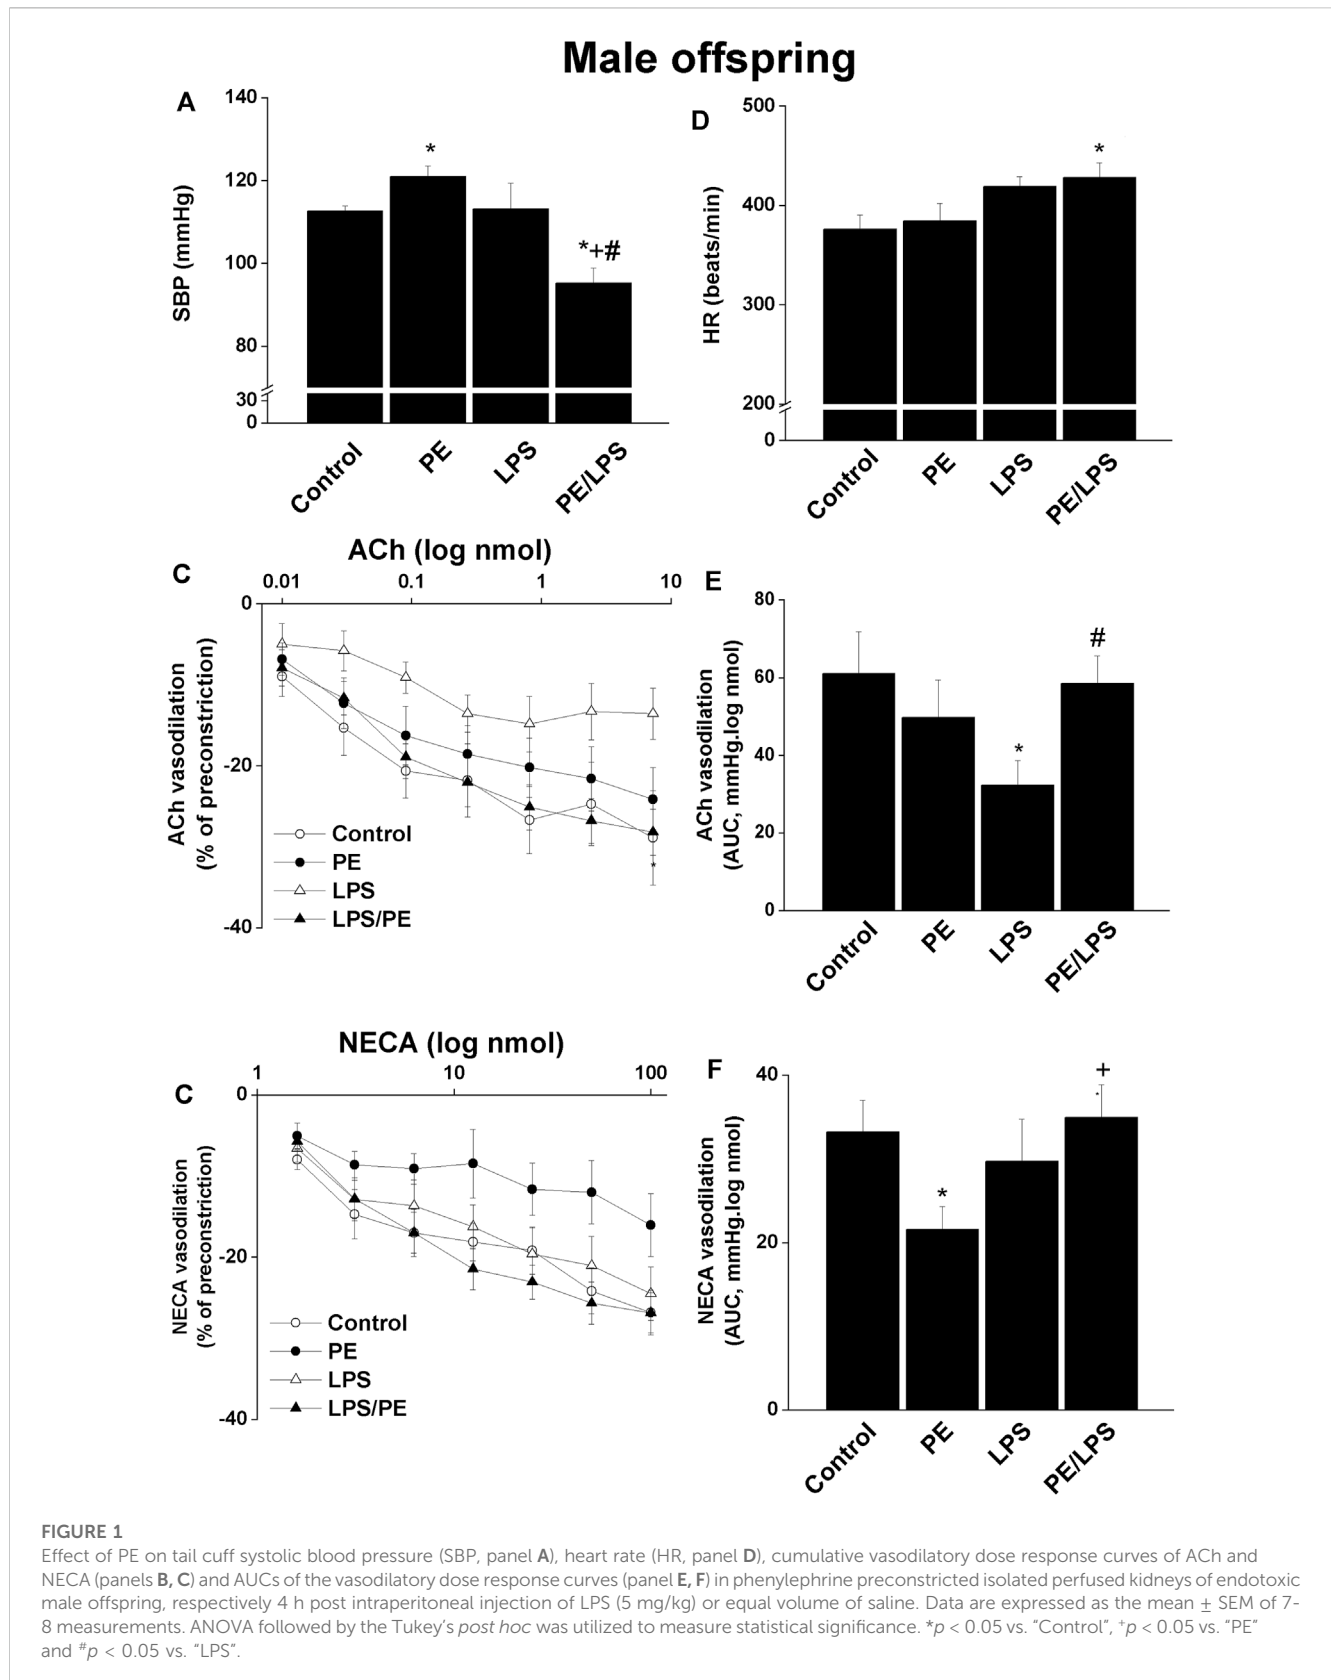 Male offspring
A
140
120
100
80
30
0
SBP (mmHg)
*
*+#
Control
PE
LPS
PE/LPS
D
500
400
300
200
0
HR (beats/min)
*
Control
PE
LPS
PE/LPS
C
ACh (log nmol)
0.01
0.1
1
10
0
-20
-40
ACh vasodilation
(% of preconstriction)
Control
PE
LPS
LPS/PE
*
E
80
60
40
20
0
ACh vasodilation
(AUC, mmHg.log nmol)
*
#
Control
PE
LPS
PE/LPS
C
NECA (log nmol)
1
10
100
0
-20
-40
NECA vasodilation
(% of preconstriction)
Control
PE
LPS
LPS/PE
F
40
20
0
NECA vasodilation
(AUC, mmHg.log nmol)
*
+
Control
PE
LPS
PE/LPS
FIGURE 1
Effect of PE on tail cuff systolic blood pressure (SBP, panel A), heart rate (HR, panel D), cumulative vasodilatory dose response curves of ACh and
NECA (panels B, C) and AUCs of the vasodilatory dose response curves (panel E, F) in phenylephrine preconstricted isolated perfused kidneys of endotoxic
male offspring, respectively 4 h post intraperitoneal injection of LPS (5 mg/kg) or equal volume of saline. Data are expressed as the mean ± SEM of 7-
8 measurements. ANOVA followed by the Tukey's post hoc was utilized to measure statistical significance. *p < 0.05 vs. "Control", +p < 0.05 vs. "PE"
and #p < 0.05 vs. "LPS".